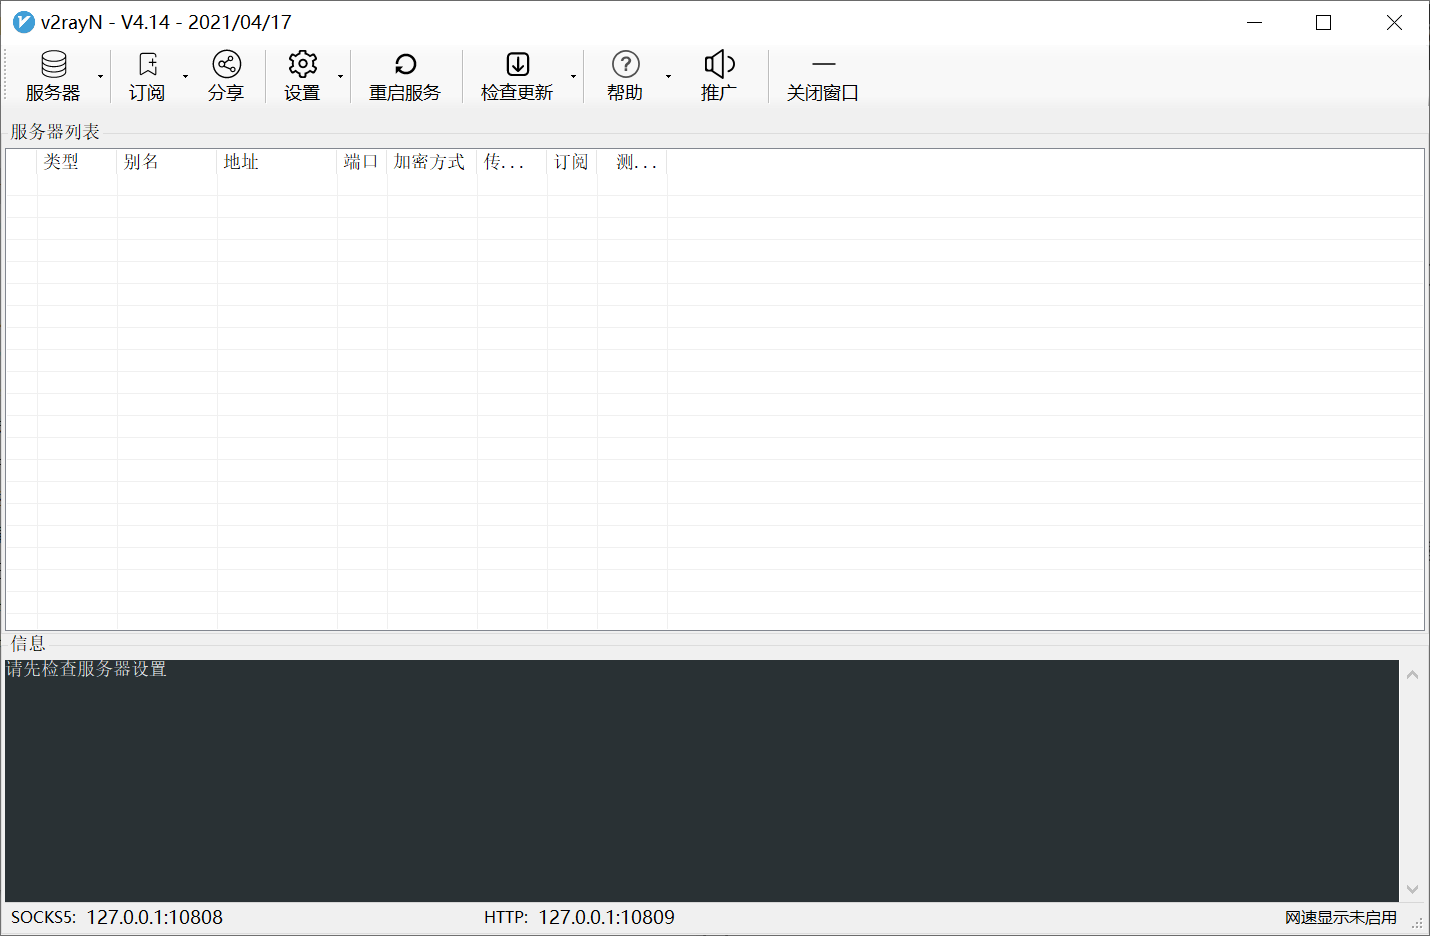 v2rayN - V4.14 - 2021/04/17
服务器 订阅 分享 设置 重启服务 检查更新 帮助 推广 关闭窗口
服务器列表
类型 别名 地址 端口 加密方式 传... 订阅 测...
信息
请先检查服务器设置
SOCKS5: 127.0.0.1:10808 HTTP: 127.0.0.1:10809 网速显示未启用